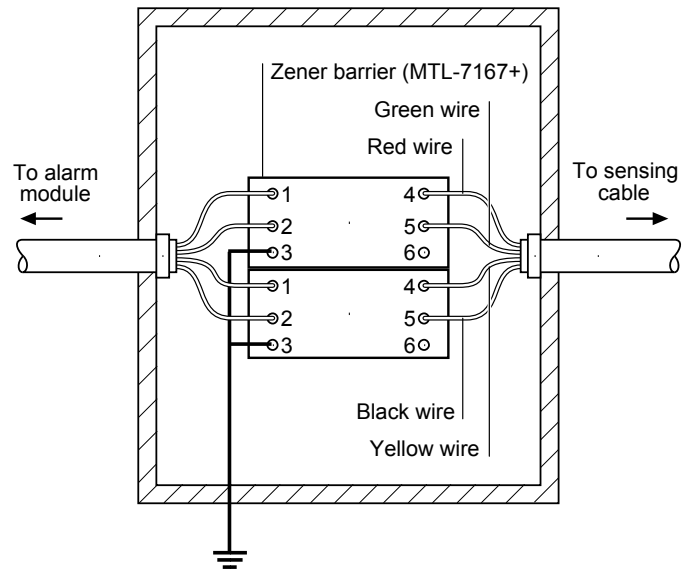 Zener barrier (MTL-7167+)
Green wire
Red wire
To alarm
module
To sensing
cable
1 4
2 5
3 6
1 4
2 5
3 6
Black wire
Yellow wire